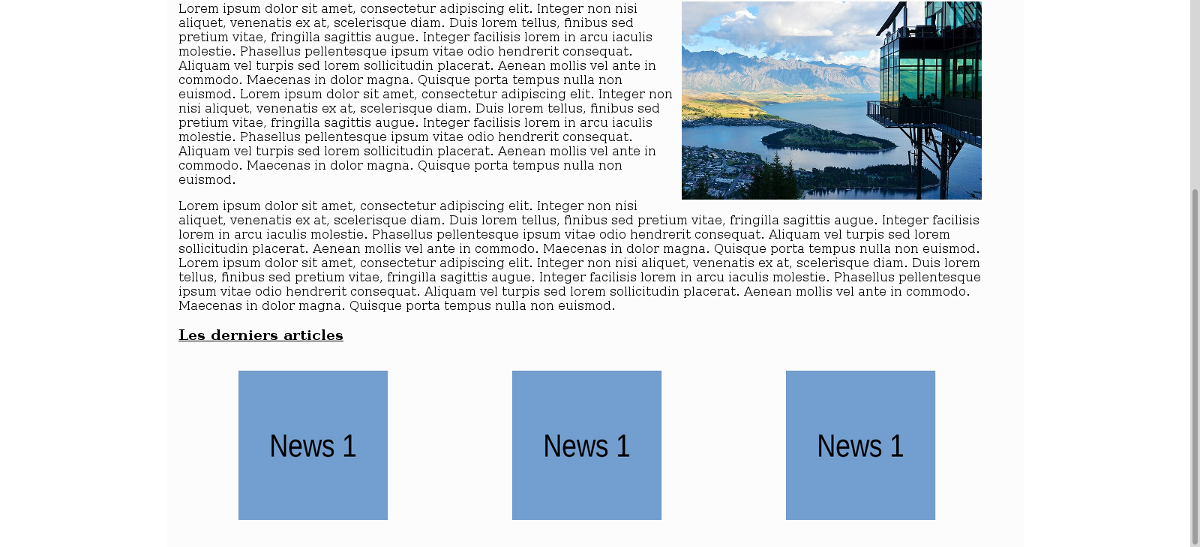 Lorem ipsum dolor sit amet, consectetur adipiscing elit. Integer non nisi
aliquet, venenatis ex at, scelerisque diam. Duis lorem tellus, finibus sed
pretium vitae, fringilla sagittis augue. Integer facilisis lorem in arcu iaculis
molestie. Phasellus pellentesque ipsum vitae odio hendrerit consequat.
Aliquam vel turpis sed lorem sollicitudin placerat. Aenean mollis vel ante in
commodo. Maecenas in dolor magna. Quisque porta tempus nulla non
euismod. Lorem ipsum dolor sit amet, consectetur adipiscing elit. Integer non
nisi aliquet, venenatis ex at, scelerisque diam. Duis lorem tellus, finibus sed
pretium vitae, fringilla sagittis augue. Integer facilisis lorem in arcu iaculis
molestie. Phasellus pellentesque ipsum vitae odio hendrerit consequat.
Aliquam vel turpis sed lorem sollicitudin placerat. Aenean mollis vel ante in
commodo. Maecenas in dolor magna. Quisque porta tempus nulla non
euismod.
Lorem ipsum dolor sit amet, consectetur adipiscing elit. Integer non nisi
aliquet, venenatis ex at, scelerisque diam. Duis lorem tellus, finibus sed pretium vitae, fringilla sagittis augue. Integer facilisis
lorem in arcu iaculis molestie. Phasellus pellentesque ipsum vitae odio hendrerit consequat. Aliquam vel turpis sed lorem
sollicitudin placerat. Aenean mollis vel ante in commodo. Maecenas in dolor magna. Quisque porta tempus nulla non euismod.
Lorem ipsum dolor sit amet, consectetur adipiscing elit. Integer non nisi aliquet, venenatis ex at, scelerisque diam. Duis lorem
tellus, finibus sed pretium vitae, fringilla sagittis augue. Integer facilisis lorem in arcu iaculis molestie. Phasellus pellentesque
ipsum vitae odio hendrerit consequat. Aliquam vel turpis sed lorem sollicitudin placerat. Aenean mollis vel ante in commodo.
Maecenas in dolor magna. Quisque porta tempus nulla non euismod.
Les derniers articles
News 1
News 1
News 1